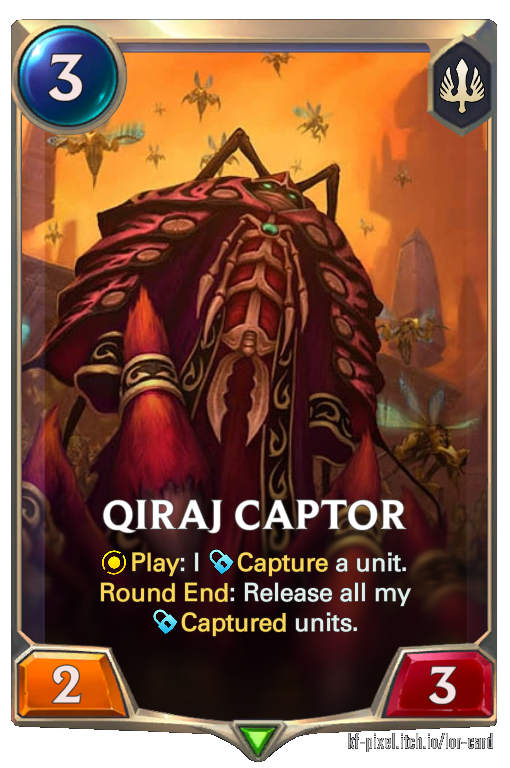 3
QIRAJ CAPTOR
Play: I Capture a unit.
Round End: Release all my
Captured units.
2
3
kf-pixel.itch.io/lor-card